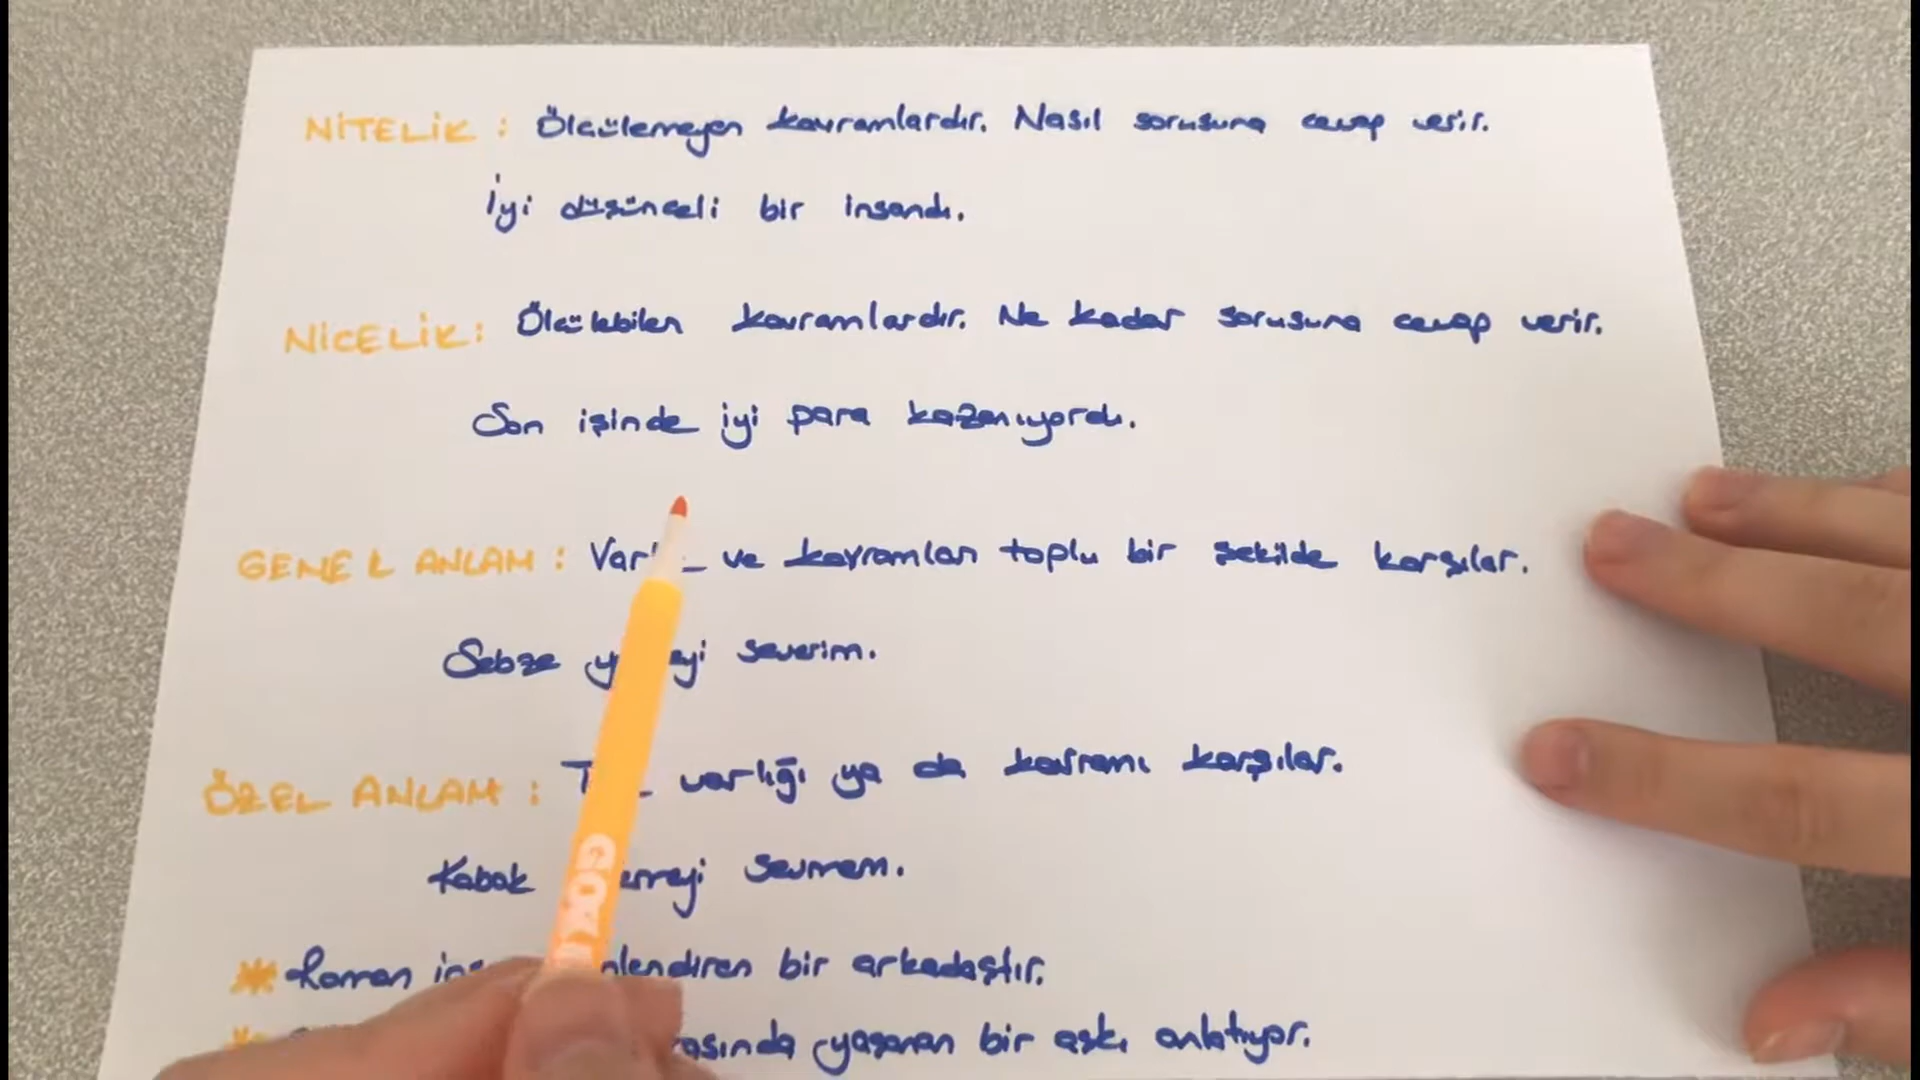 NİTELİK : Ölçülemeyen kavramlardır. Nasıl sorusuna cevap verir.
İyi düşünceli bir insandı.
NİCELİK : Ölçülebilen kavramlardır. Ne kadar sorusuna cevap verir.
Son işinde iyi para kazanıyordu.
GENEL ANLAM : ve kavramları toplu bir şekilde karşılar.
Sebze severim.
ÖZEL ANLAM : varlığı ya da kavramı karşılar.
Kabak sevmem.
Roman bir arkadaştır.
yaşanan bir aşkı anlatıyor.